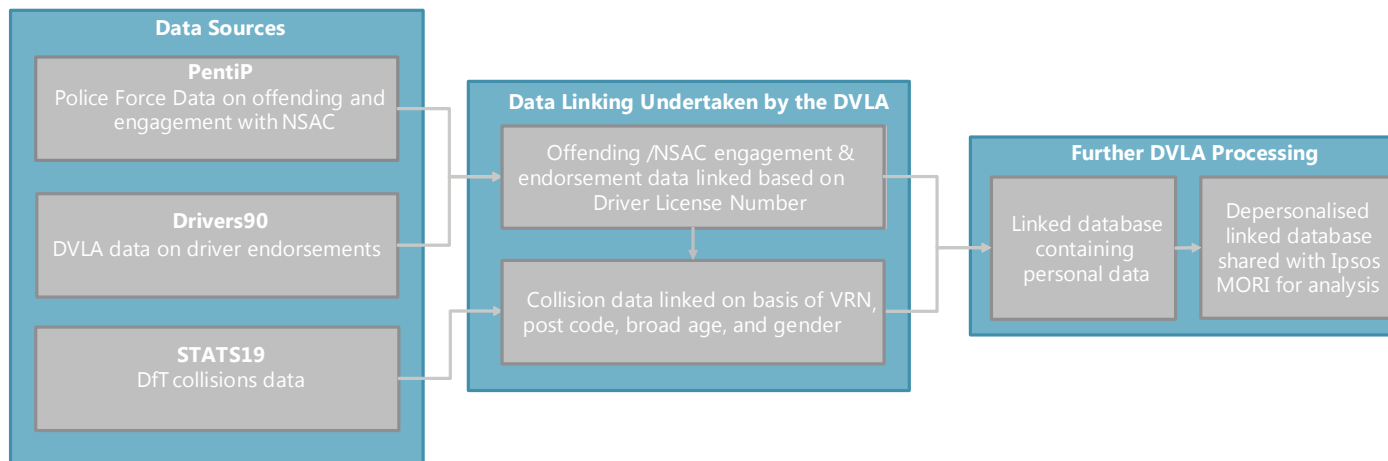 Data Sources
PentiP
Police Force Data on offending and
engagement with NSAC
Drivers90
DVLA data on driver endorsements
STATS19
DfT collisions data
Data Linking Undertaken by the DVLA
Offending /NSAC engagement &
endorsement data linked based on
Driver License Number
Collision data linked on basis of VRN,
post code, broad age, and gender
Further DVLA Processing
Linked database
containing
personal data
Depersonalised
linked database
shared with Ipsos
MORI for analysis